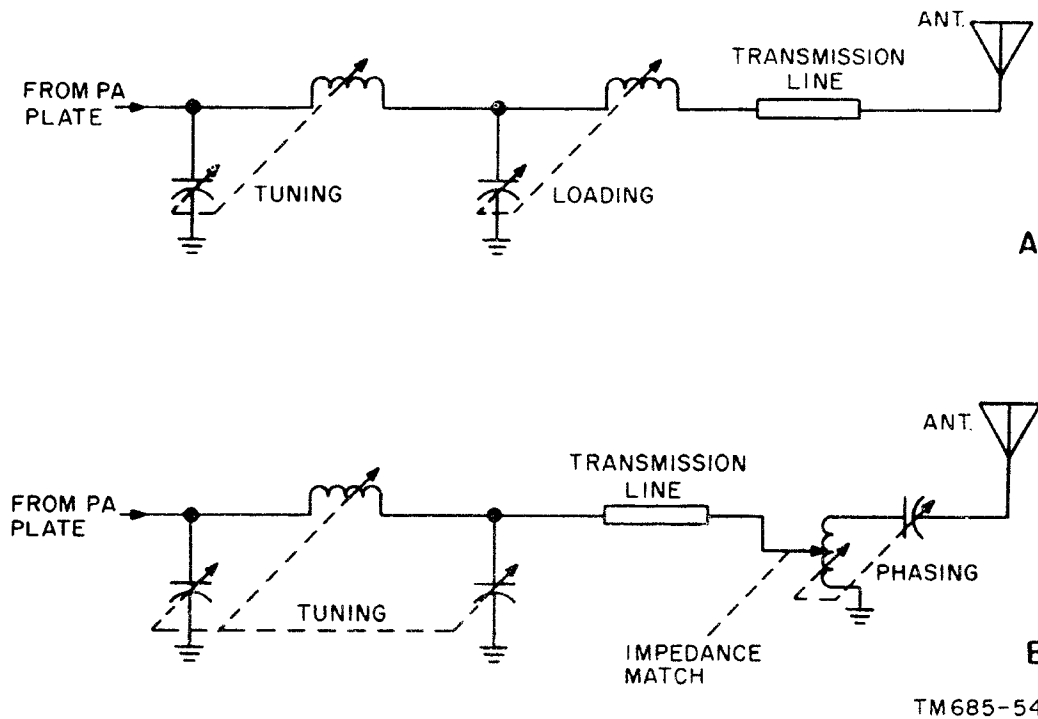 ANT.
TRANSMISSION
LINE
FROM PA
PLATE
TUNING
LOADING
A
ANT.
TRANSMISSION
LINE
FROM PA
PLATE
PHASING
TUNING
IMPEDANCE
MATCH
TM685-54